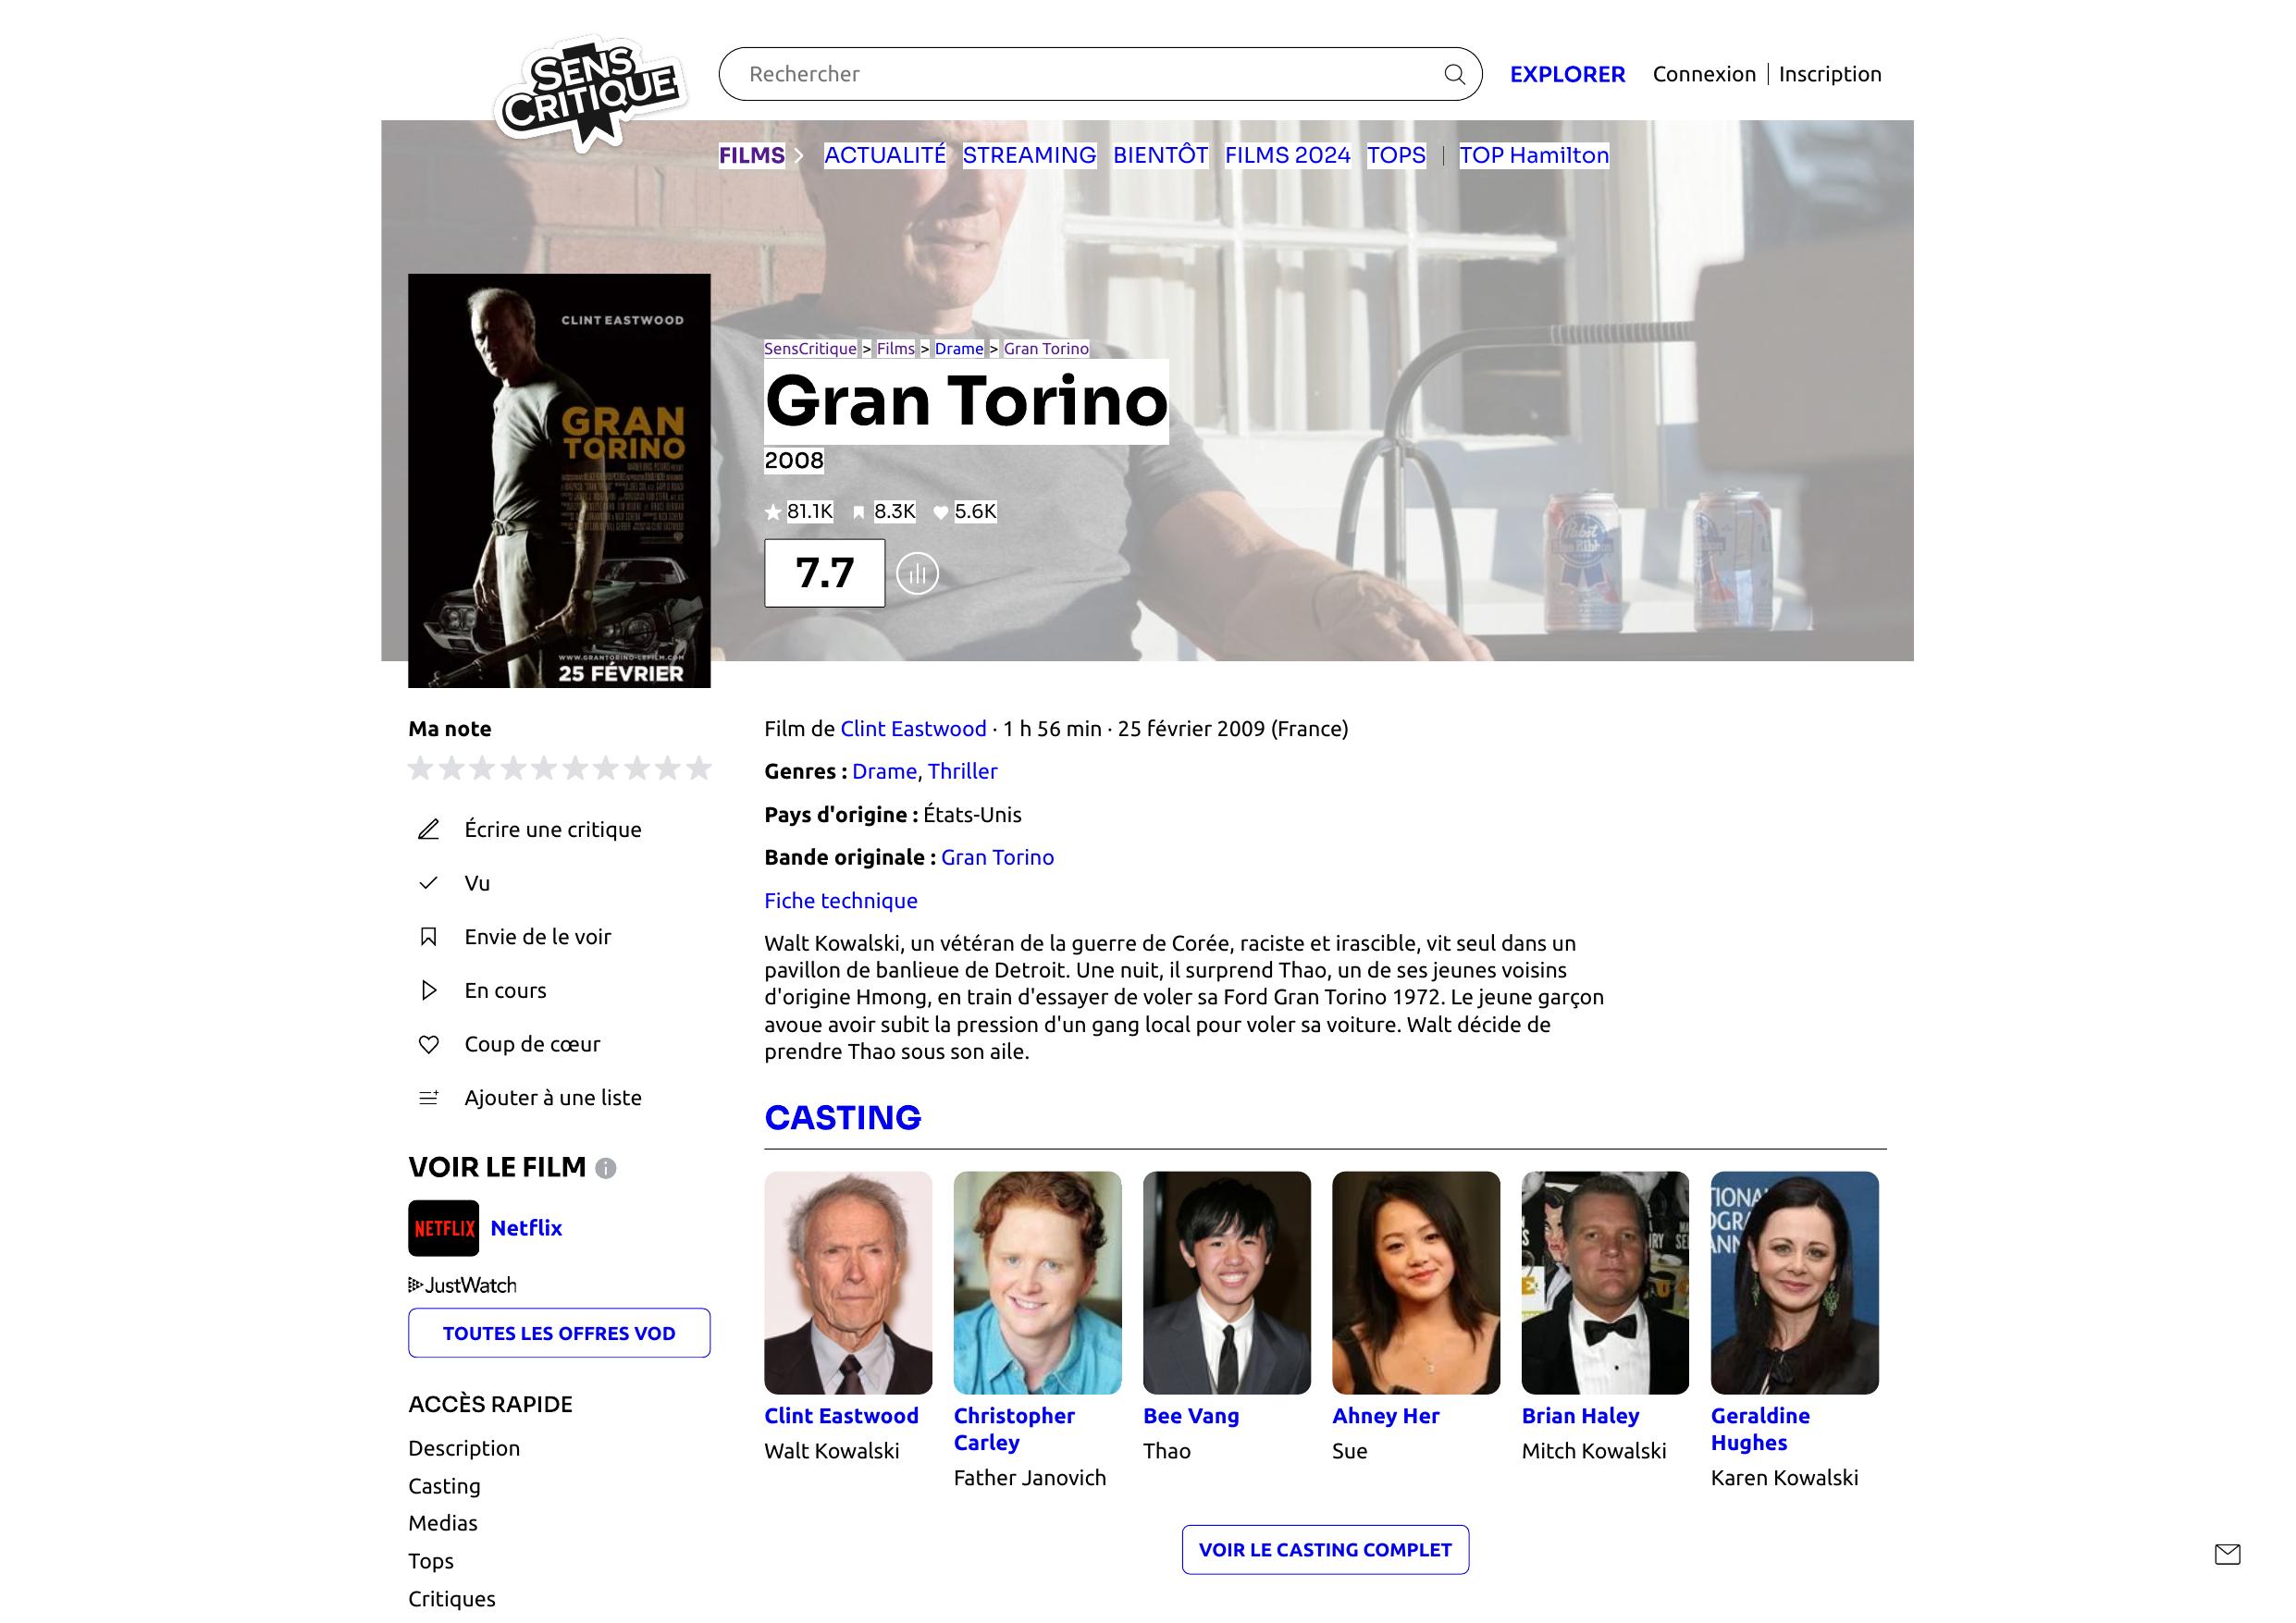 SENS
CRITIQUE
Rechercher
EXPLORER
Connexion
Inscription
FILMS
ACTUALITÉ
STREAMING
BIENTÔT
FILMS 2024
TOPS
TOP Hamilton
CLINT EASTWOOD
GRAN
TORINO
WWW.GRANTORINO-LEFILM.COM
25 FÉVRIER
SensCritique > Films > Drame > Gran Torino
Gran Torino
2008
81.1K
8.3K
5.6K
7.7
Pabst
Blue Ribbon
Ma note
Écrire une critique
Vu
Envie de le voir
En cours
Coup de cœur
Ajouter à une liste
VOIR LE FILM
NETFLIX
Netflix
JustWatch
TOUTES LES OFFRES VOD
ACCÈS RAPIDE
Description
Casting
Medias
Tops
Critiques
Film de Clint Eastwood · 1 h 56 min · 25 février 2009 (France)
Genres : Drame, Thriller
Pays d'origine : États-Unis
Bande originale : Gran Torino
Fiche technique
Walt Kowalski, un vétéran de la guerre de Corée, raciste et irascible, vit seul dans un
pavillon de banlieue de Detroit. Une nuit, il surprend Thao, un de ses jeunes voisins
d'origine Hmong, en train d'essayer de voler sa Ford Gran Torino 1972. Le jeune garçon
avoue avoir subit la pression d'un gang local pour voler sa voiture. Walt décide de
prendre Thao sous son aile.
CASTING
Clint Eastwood
Walt Kowalski
Christopher
Carley
Father Janovich
Bee Vang
Thao
Ahney Her
Sue
Brian Haley
Mitch Kowalski
Geraldine
Hughes
Karen Kowalski
VOIR LE CASTING COMPLET